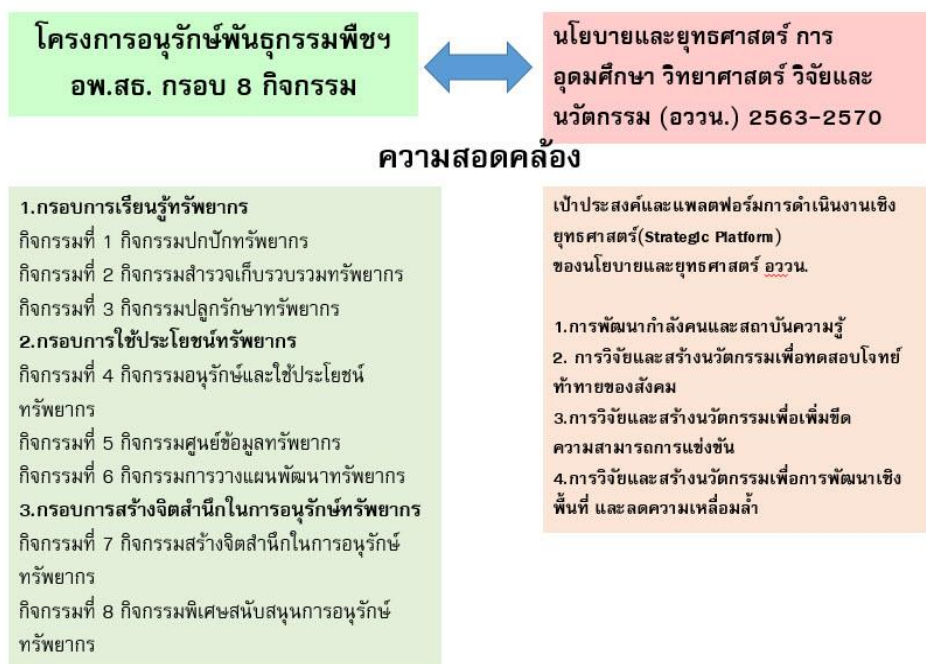 โครงการอนุรักษ์พันธุกรรมพืชฯ
อพ.สธ. กรอบ 8 กิจกรรม
นโยบายและยุทธศาสตร์ การ
อุดมศึกษา วิทยาศาสตร์ วิจัยและ
นวัตกรรม (อววน.) 2563-2570
ความสอดคล้อง
1.กรอบการเรียนรู้ทรัพยากร
กิจกรรมที่ 1 กิจกรรมปกปักทรัพยากร
กิจกรรมที่ 2 กิจกรรมสำรวจเก็บรวบรวมทรัพยากร
กิจกรรมที่ 3 กิจกรรมปลูกรักษาทรัพยากร
2.กรอบการใช้ประโยชน์ทรัพยากร
กิจกรรมที่ 4 กิจกรรมอนุรักษ์และใช้ประโยชน์
ทรัพยากร
กิจกรรมที่ 5 กิจกรรมศูนย์ข้อมูลทรัพยากร
กิจกรรมที่ 6 กิจกรรมการวางแผนพัฒนาทรัพยากร
3.กรอบการสร้างจิตสำนึกในการอนุรักษ์ทรัพยากร
กิจกรรมที่ 7 กิจกรรมสร้างจิตสำนึกในการอนุรักษ์
ทรัพยากร
กิจกรรมที่ 8 กิจกรรมพิเศษสนับสนุนการอนุรักษ์
ทรัพยากร
เป้าประสงค์และแพลตฟอร์มการดำเนินงานเชิง
ยุทธศาสตร์(Strategic Platform)
ของนโยบายและยุทธศาสตร์ อววน.
1.การพัฒนากำลังคนและสถาบันความรู้
2. การวิจัยและสร้างนวัตกรรมเพื่อทดสอบโจทย์
ท้าทายของสังคม
3.การวิจัยและสร้างนวัตกรรมเพื่อเพิ่มขีด
ความสามารถการแข่งขัน
4.การวิจัยและสร้างนวัตกรรมเพื่อการพัฒนาเชิง
พื้นที่ และลดความเหลื่อมล้ำ